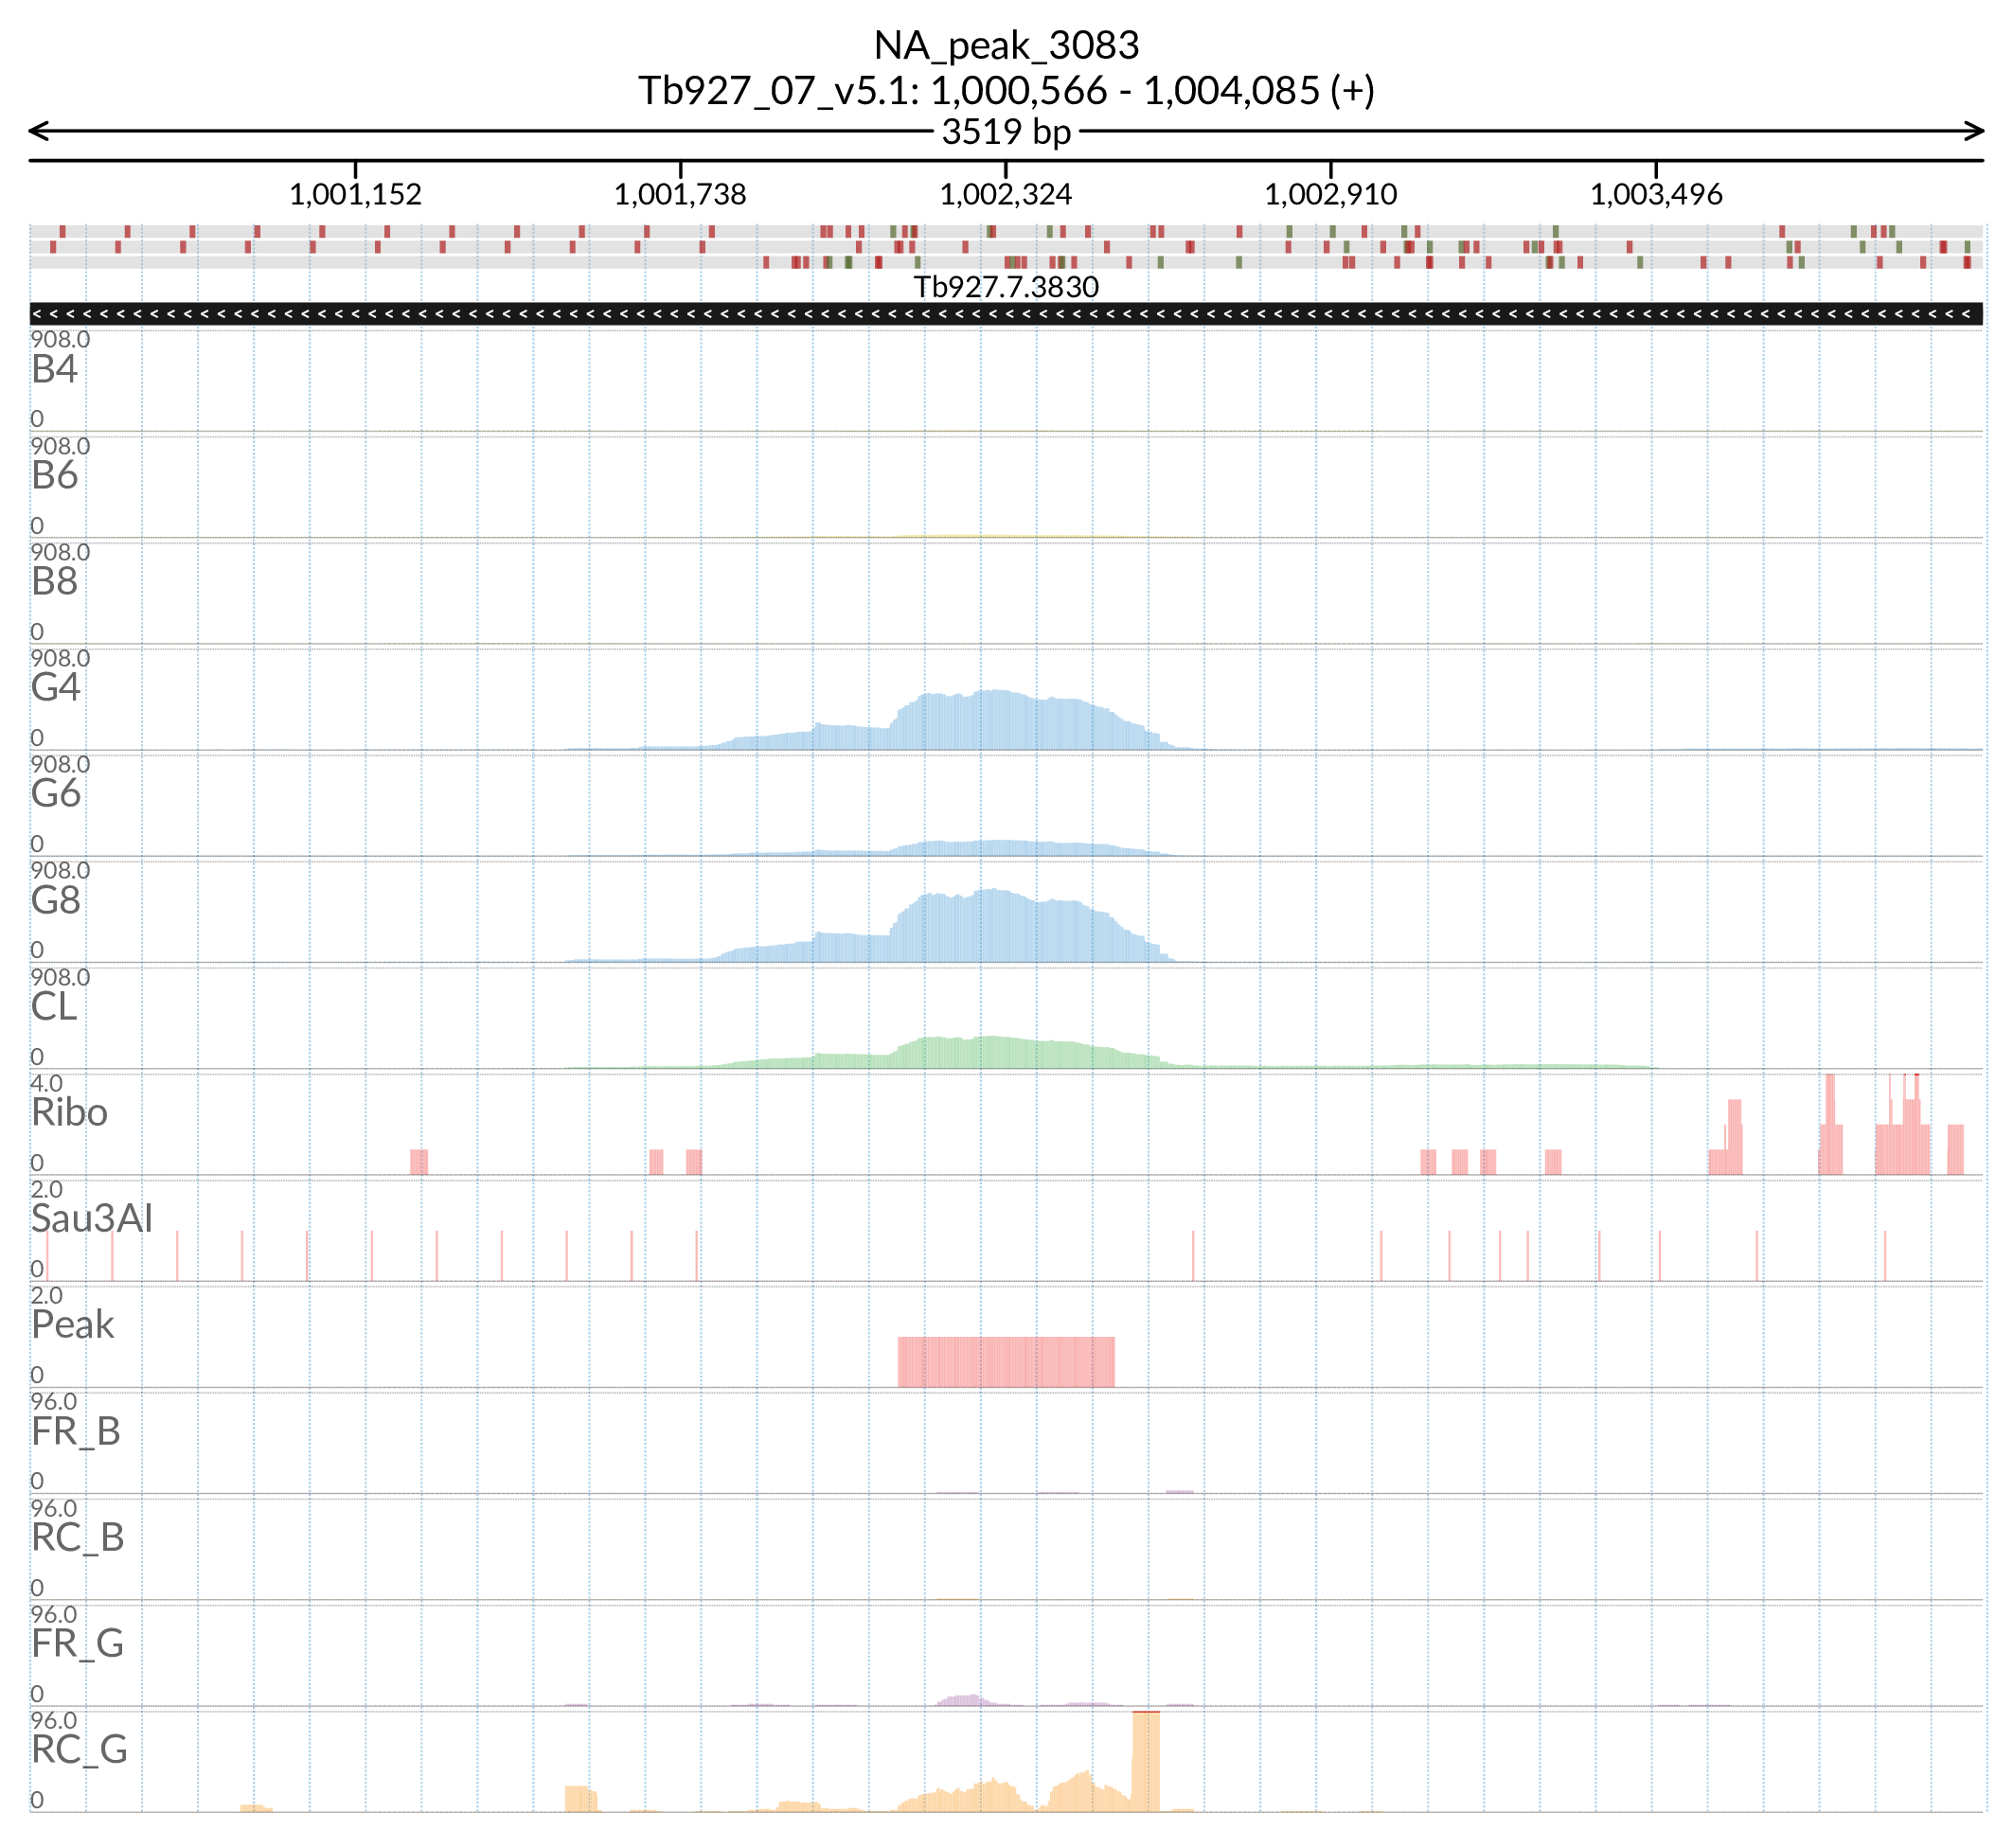 NA_peak_3083
Tb927_07_v5.1: 1,000,566 - 1,004,085 (+)
3519 bp
1,001,152 1,001,738 1,002,324 1,002,910 1,003,496
Tb927.7.3830
908.0
B4
0
908.0
B6
0
908.0
B8
0
908.0
G4
0
908.0
G6
0
908.0
G8
0
908.0
CL
0
4.0
Ribo
0
2.0
Sau3AI
0
2.0
Peak
0
96.0
FR_B
0
96.0
RC_B
0
96.0
FR_G
0
96.0
RC_G
0